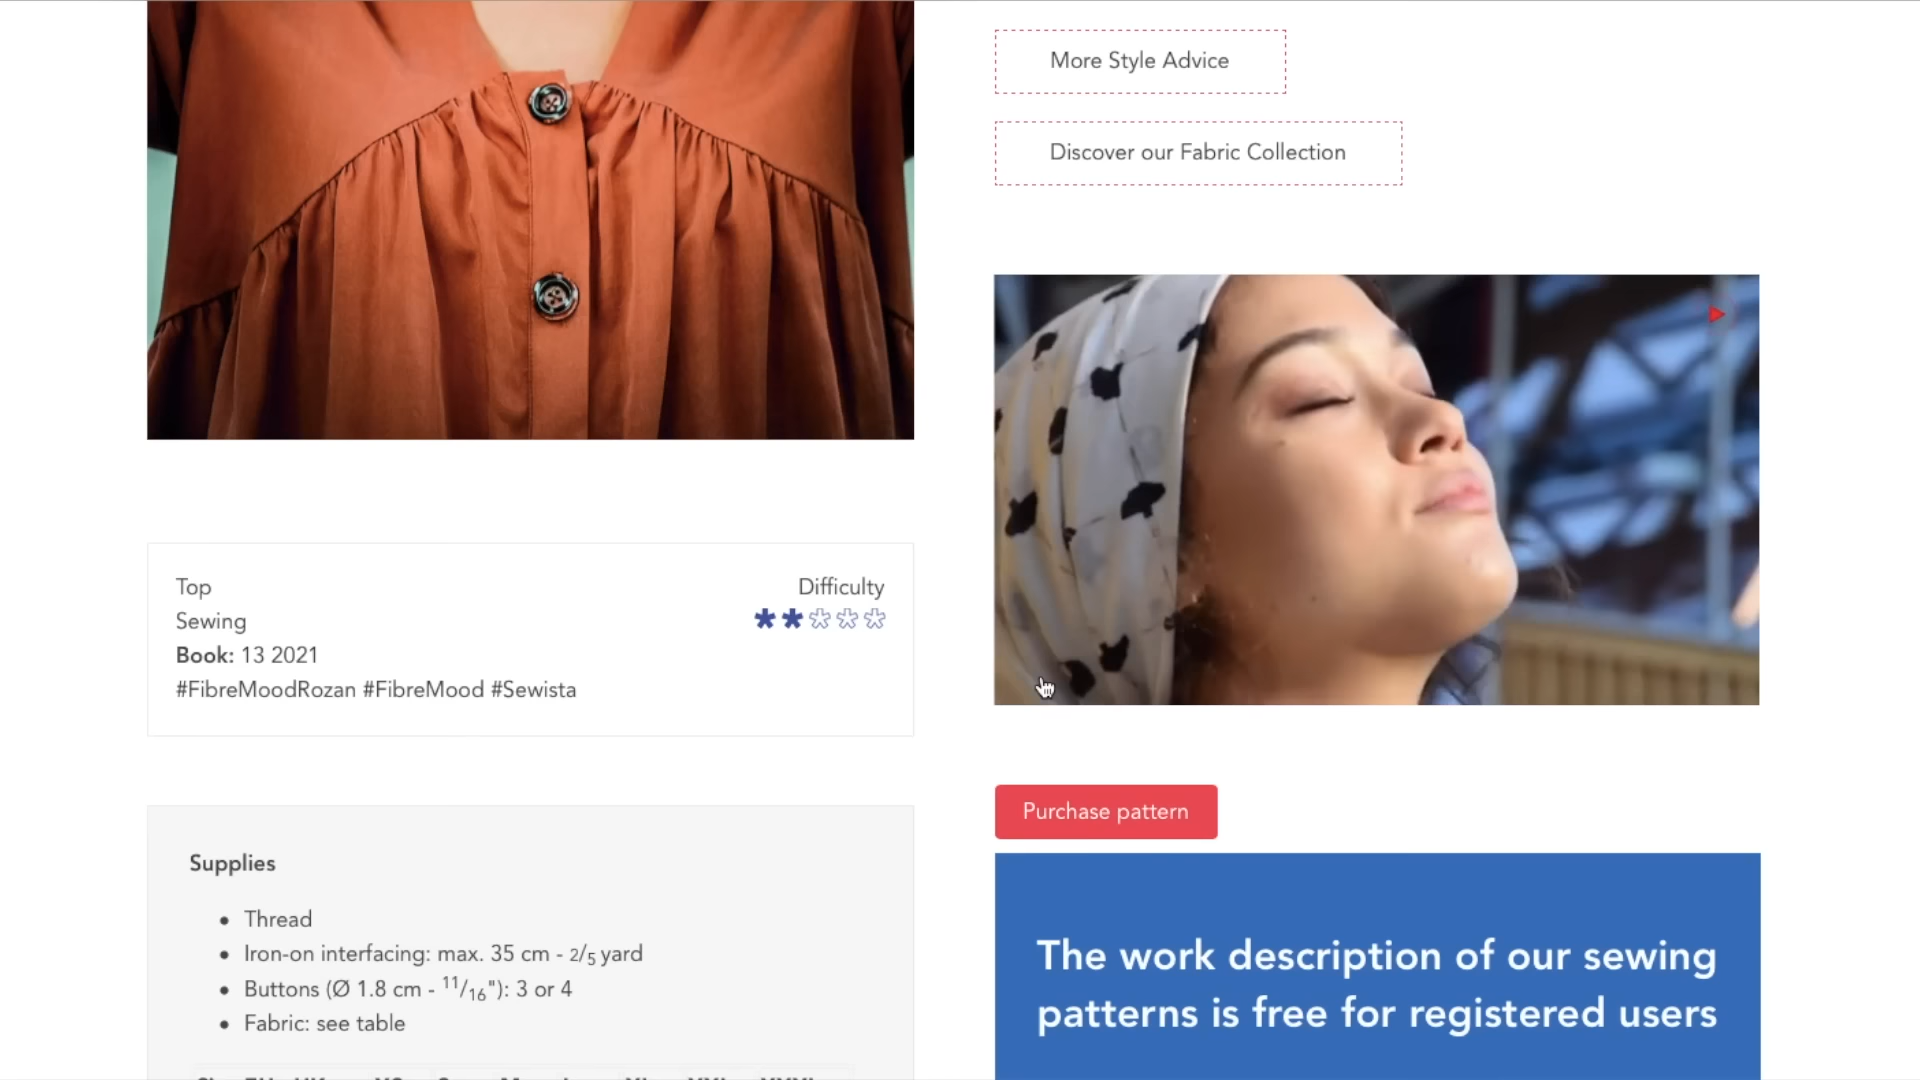 More Style Advice
Discover our Fabric Collection
Top
Difficulty
Sewing
Book: 13 2021
#FibreMoodRozan #FibreMood #Sewista
Purchase pattern
Supplies
Thread
Iron-on interfacing: max. 35 cm - 2/5 yard
Buttons (Ø 1.8 cm - 11/16"): 3 or 4
Fabric: see table
The work description of our sewing
patterns is free for registered users